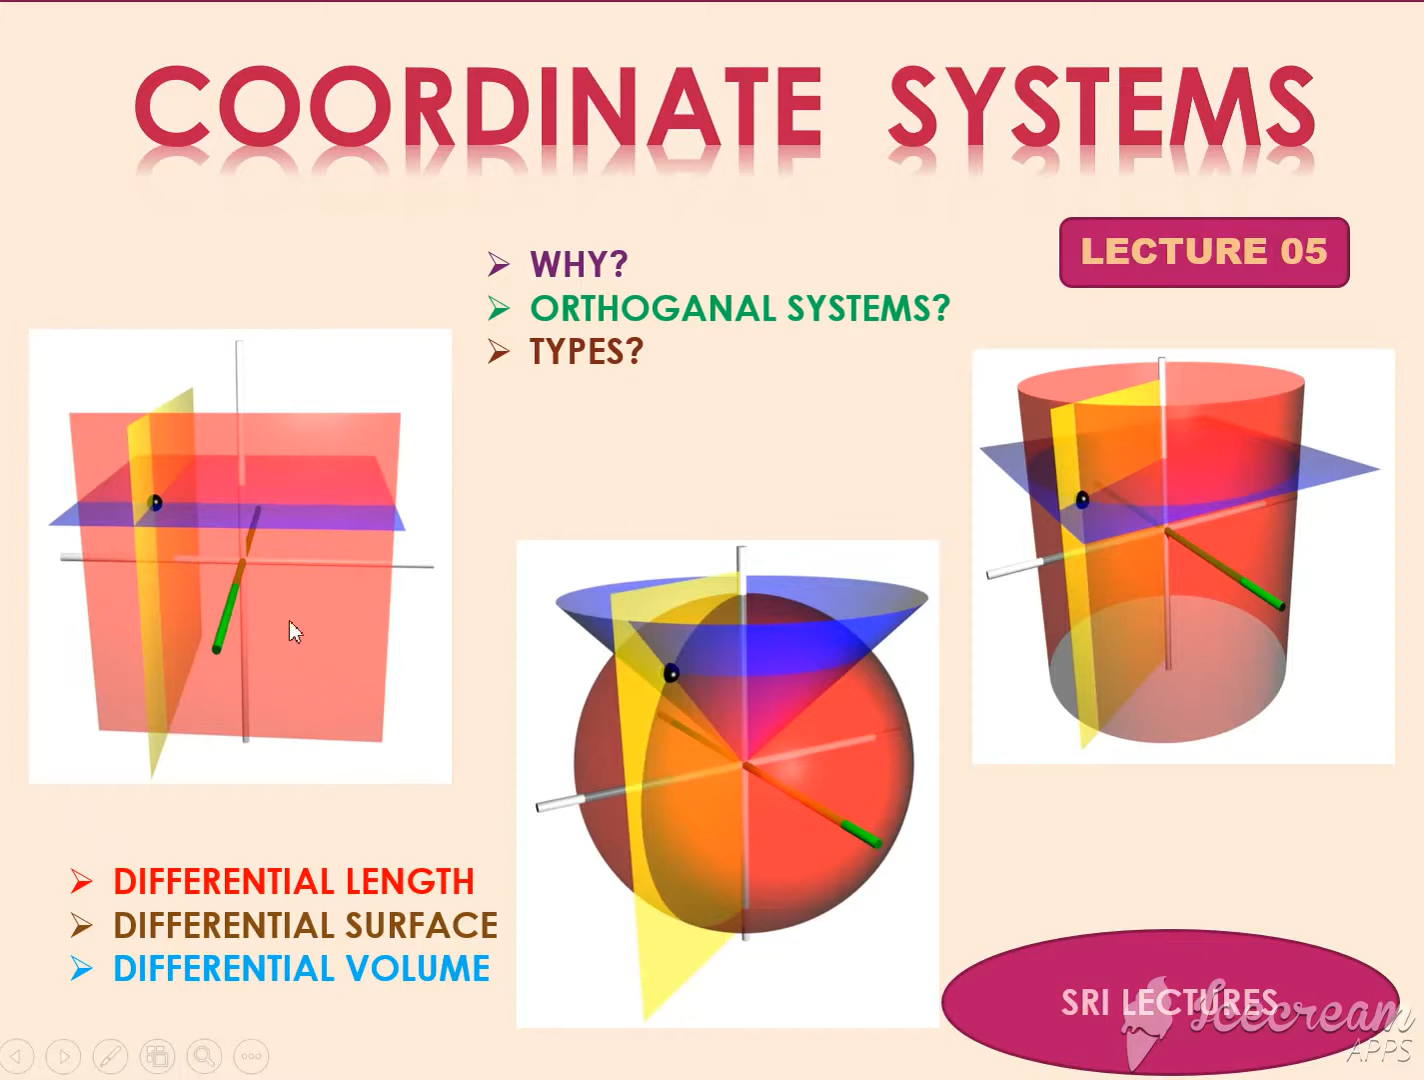 COORDINATE SYSTEMS
LECTURE 05
WHY?
ORTHOGANAL SYSTEMS?
TYPES?
DIFFERENTIAL LENGTH
DIFFERENTIAL SURFACE
DIFFERENTIAL VOLUME
SRI LECTURES
Icecream
APPS